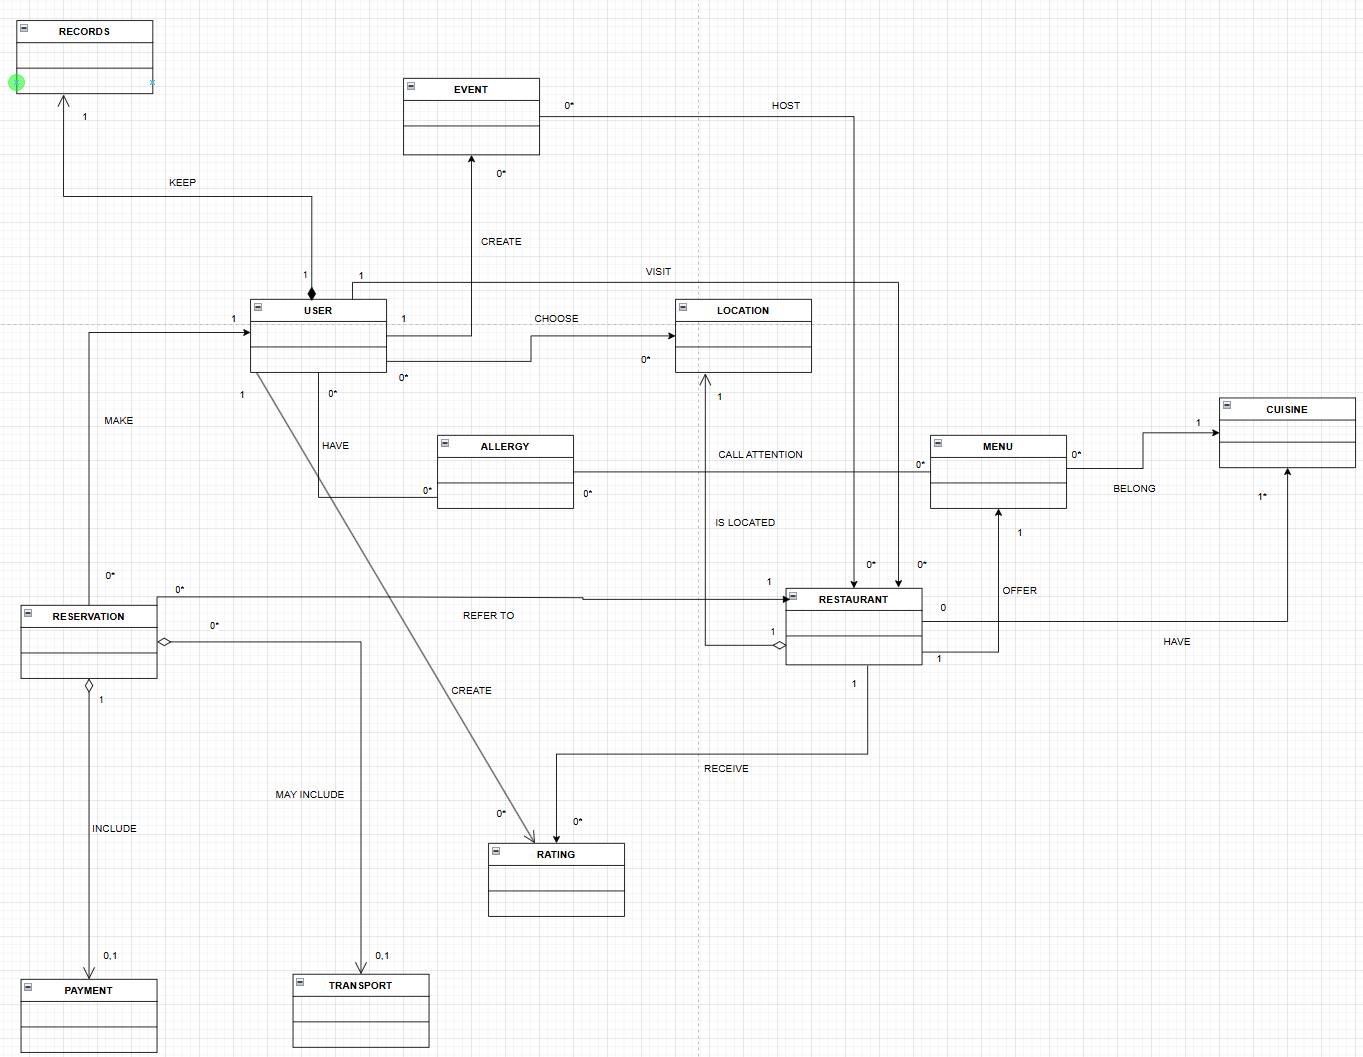 RECORDS
EVENT
0*
HOST
1
0*
KEEP
CREATE
1
1
VISIT
USER
LOCATION
1
1
CHOOSE
0*
0*
1
0*
1
CUISINE
MAKE
1
HAVE
ALLERGY
CALL ATTENTION
MENU
0*
0*
0*
0*
BELONG
1*
IS LOCATED
1
0*
0*
0*
0*
1
OFFER
RESTAURANT
0
RESERVATION
REFER TO
0*
1
HAVE
1
1
1
CREATE
RECEIVE
MAY INCLUDE
0*
0*
INCLUDE
RATING
0,1
0,1
PAYMENT
TRANSPORT